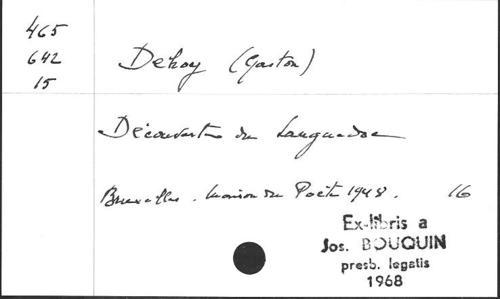 465
642
15
Dehoy (Gaston)
Découverte du Languedoc
Bruxelles. Maison du Poète 1948. 16
Ex-libris a
Jos. BOUQUIN
presb. legatis
1968